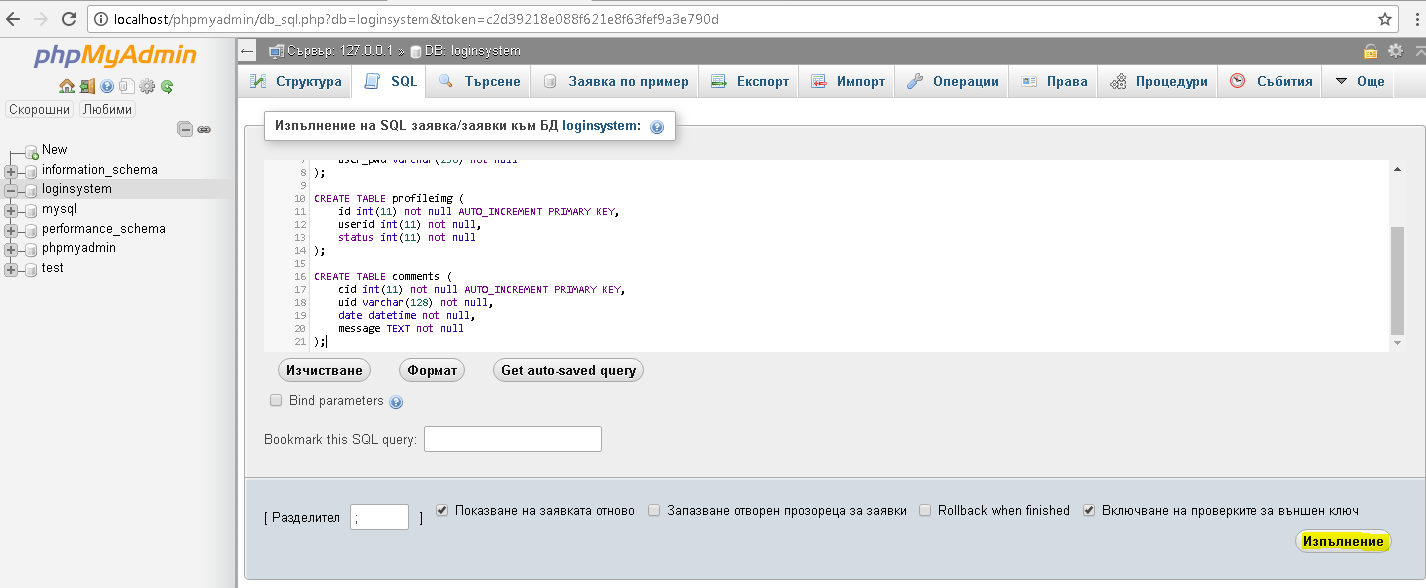 localhost/phpmyadmin/db_sql.php?db=loginsystem&token=c2d39218e088f621e8f63fef9a3e790d
phpMyAdmin
Скорошни Любими
New
information_schema
loginsystem
mysql
performance_schema
phpmyadmin
test
Сървър: 127.0.0.1 » DB: loginsystem
Структура SQL Търсене Заявка по пример Експорт Импорт Операции Права Процедури Събития Още
Изпълнение на SQL заявка/заявки към БД loginsystem:
7 user_pwd varchar(256) not null
8 );
9
10 CREATE TABLE profileimg (
11 id int(11) not null AUTO_INCREMENT PRIMARY KEY,
12 userid int(11) not null,
13 status int(11) not null
14 );
15
16 CREATE TABLE comments (
17 cid int(11) not null AUTO_INCREMENT PRIMARY KEY,
18 uid varchar(128) not null,
19 date datetime not null,
20 message TEXT not null
21 );
Изчистване Формат Get auto-saved query
Bind parameters
Bookmark this SQL query:
[ Разделител ; ] Показване на заявката отново Запазване отворен прозореца за заявки Rollback when finished Включване на проверките за външен ключ
Изпълнение